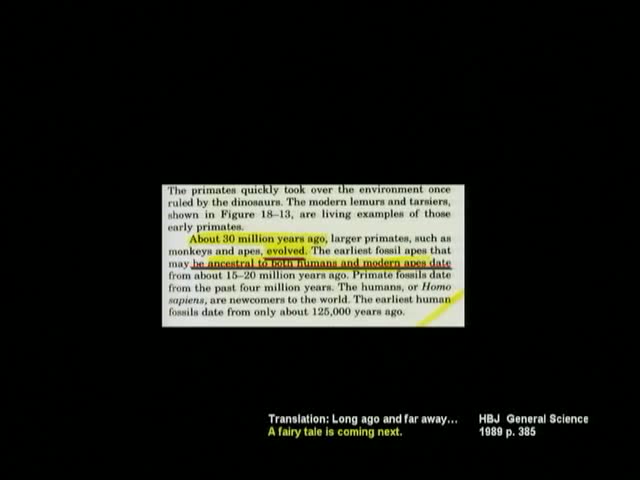 The primates quickly took over the environment once
ruled by the dinosaurs. The modern lemurs and tarsiers,
shown in Figure 18–13, are living examples of those
early primates.
About 30 million years ago, larger primates, such as
monkeys and apes, evolved. The earliest fossil apes that
may be ancestral to both humans and modern apes date
from about 15–20 million years ago. Primate fossils date
from the past four million years. The humans, or Homo
sapiens, are newcomers to the world. The earliest human
fossils date from only about 125,000 years ago.
Translation: Long ago and far away...
A fairy tale is coming next.
HBJ General Science
1989 p. 385